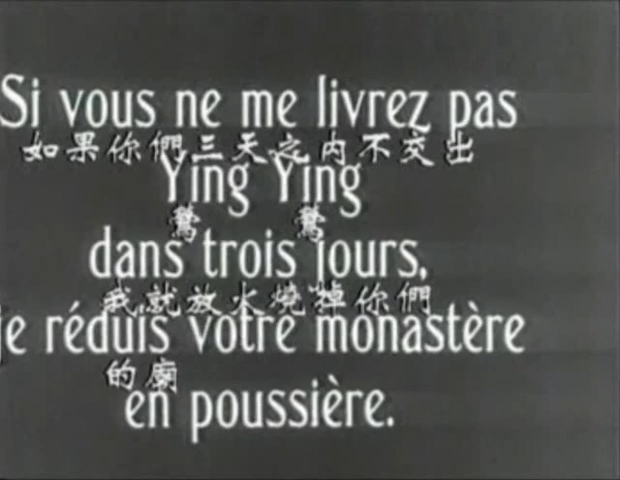 Si vous ne me livrez pas
如果你們三天之內不交出
Ying Ying
鶯 鶯
dans trois jours,
我就放火燒掉你們
je réduis votre monastère
的廟
en poussière.